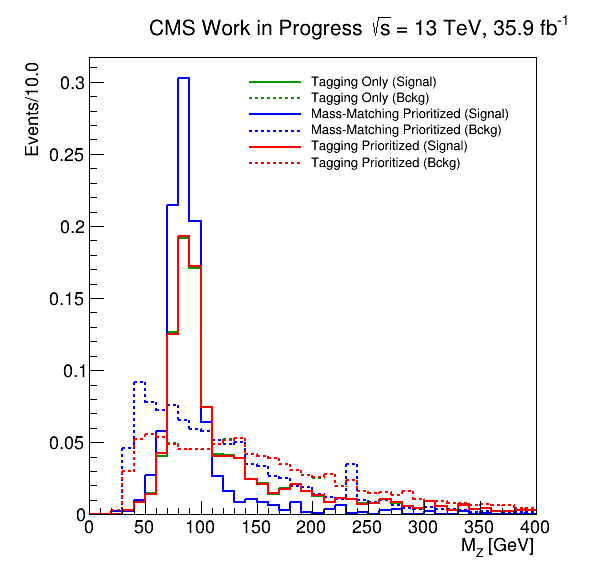 CMS Work in Progress √s = 13 TeV, 35.9 fb⁻¹
Events/10.0
0.3
0.25
0.2
0.15
0.1
0.05
0
Tagging Only (Signal)
Tagging Only (Bckg)
Mass-Matching Prioritized (Signal)
Mass-Matching Prioritized (Bckg)
Tagging Prioritized (Signal)
Tagging Prioritized (Bckg)
0 50 100 150 200 250 300 350 400
M_Z [GeV]